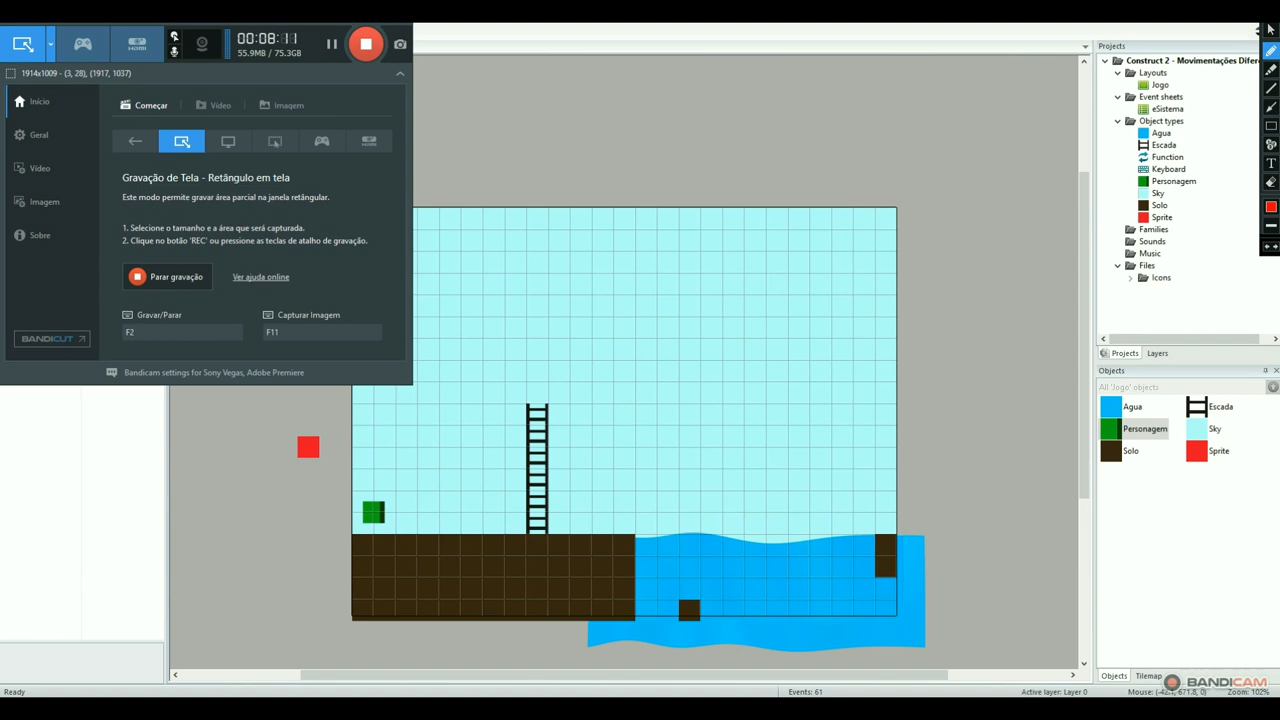 00:08:11
55.9MB / 75.3GB
HDMI
1914x1009 - (3, 28), (1917, 1037)
Início
Geral
Vídeo
Imagem
Sobre
BANDICUT
Começar
Vídeo
Imagem
Gravação de Tela - Retângulo em tela
Este modo permite gravar área parcial na janela retângular.
1. Selecione o tamanho e a área que será capturada.
2. Clique no botão 'REC' ou pressione as teclas de atalho de gravação.
Parar gravação
Ver ajuda online
Gravar/Parar
Capturar Imagem
F2
F11
Bandicam settings for Sony Vegas, Adobe Premiere
Projects
Construct 2 - Movimentações Difere
Layouts
Jogo
Event sheets
eSistema
Object types
Agua
Escada
Function
Keyboard
Personagem
Sky
Solo
Sprite
Families
Sounds
Music
Files
Icons
Projects
Layers
Objects
All 'Jogo' objects
Agua
Escada
Personagem
Sky
Solo
Sprite
Objects
Tilemap
BANDICAM
Ready
Events: 61
Active layer: Layer 0
Zoom: 102%